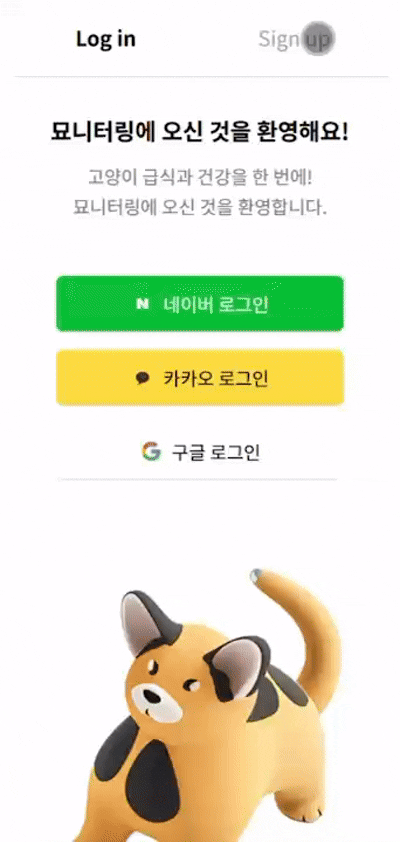 Log in
Sign up
묘니터링에 오신 것을 환영해요!
고양이 급식과 건강을 한 번에!
묘니터링에 오신 것을 환영합니다.
N 네이버 로그인
카카오 로그인
G 구글 로그인